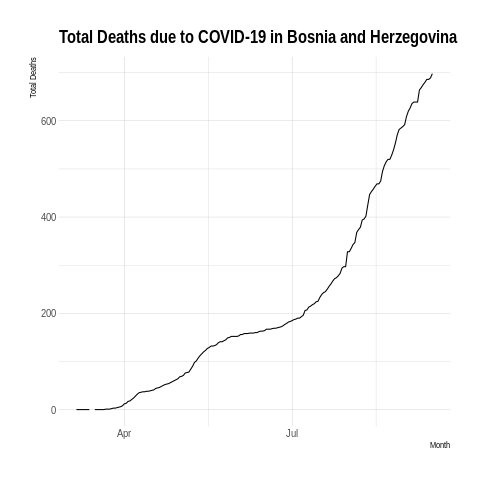 Total Deaths due to COVID-19 in Bosnia and Herzegovina
Total Deaths
600
400
200
0
Apr
Jul
Month